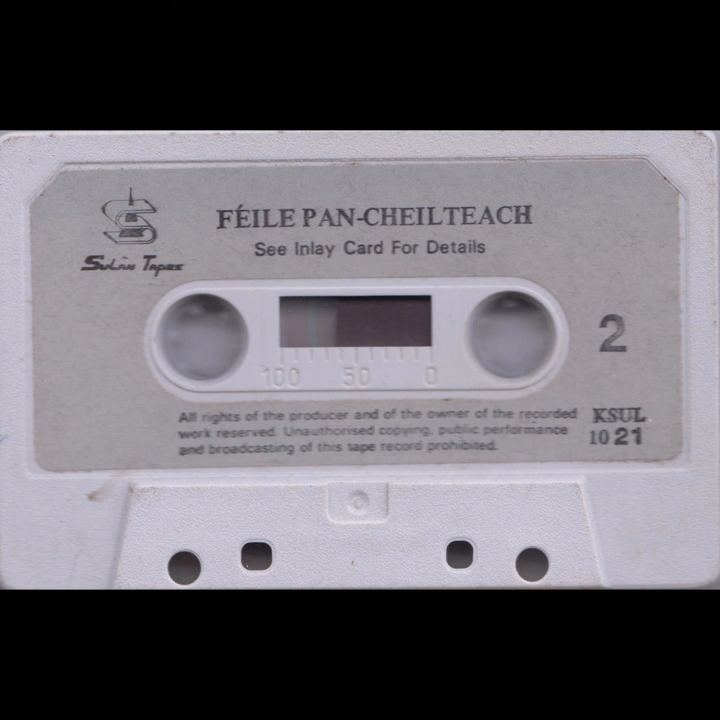 FÉILE PAN-CHEILTEACH
See Inlay Card For Details
Sulán Tapes
2
100 50 0
All rights of the producer and of the owner of the recorded
work reserved. Unauthorised copying, public performance
and broadcasting of this tape record prohibited.
KSUL
1021